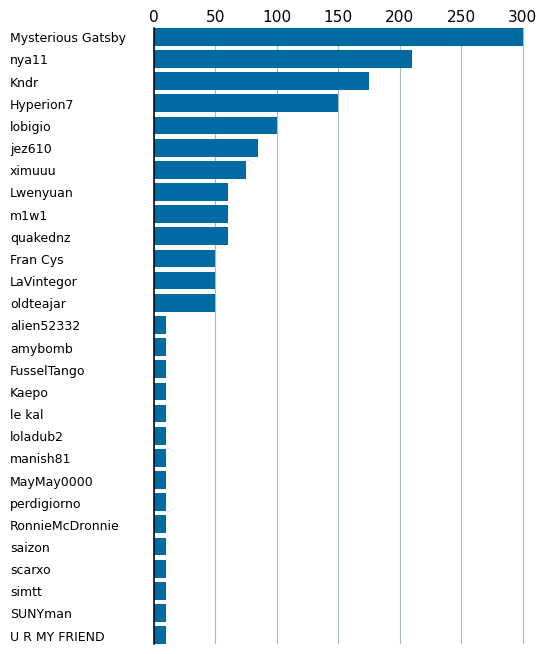 0 50 100 150 200 250 300
Mysterious Gatsby
nya11
Kndr
Hyperion7
lobigio
jez610
ximuuu
Lwenyuan
m1w1
quakednz
Fran Cys
LaVintegor
oldteajar
alien52332
amybomb
FusselTango
Kaepo
le kal
loladub2
manish81
MayMay0000
perdigiorno
RonnieMcDronnie
saizon
scarxo
simtt
SUNYman
U R MY FRIEND